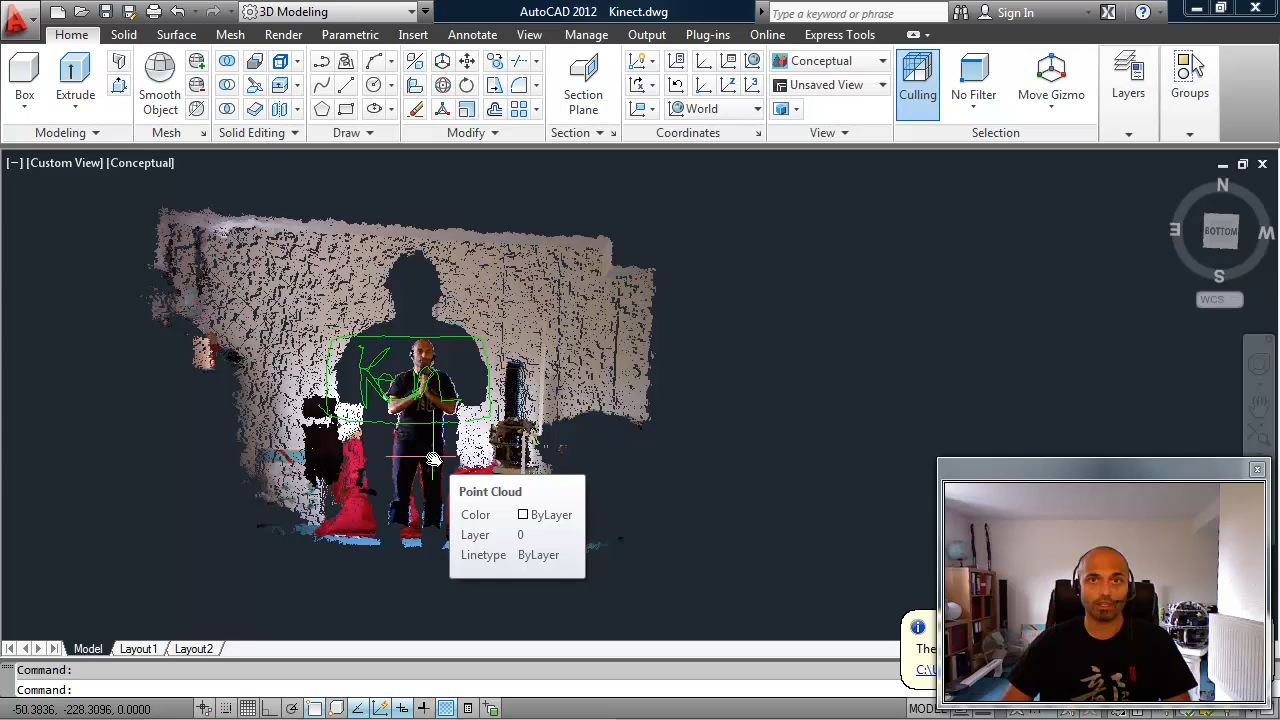 3D Modeling
AutoCAD 2012 Kinect.dwg
Type a keyword or phrase
Sign In
Home Solid Surface Mesh Render Parametric Insert Annotate View Manage Output Plug-ins Online Express Tools
Box
Extrude
Smooth
Object
Section
Plane
World
Conceptual
Unsaved View
Culling
No Filter
Move Gizmo
Layers
Groups
Modeling
Mesh
Solid Editing
Draw
Modify
Section
Coordinates
View
Selection
[−] [Custom View] [Conceptual]
N
E
BOTTOM
W
S
WCS
Point Cloud
Color ByLayer
Layer 0
Linetype ByLayer
The
C:\U
Model Layout1 Layout2
Command:
Command:
-50.3836, -228.3096, 0.0000
MODEL